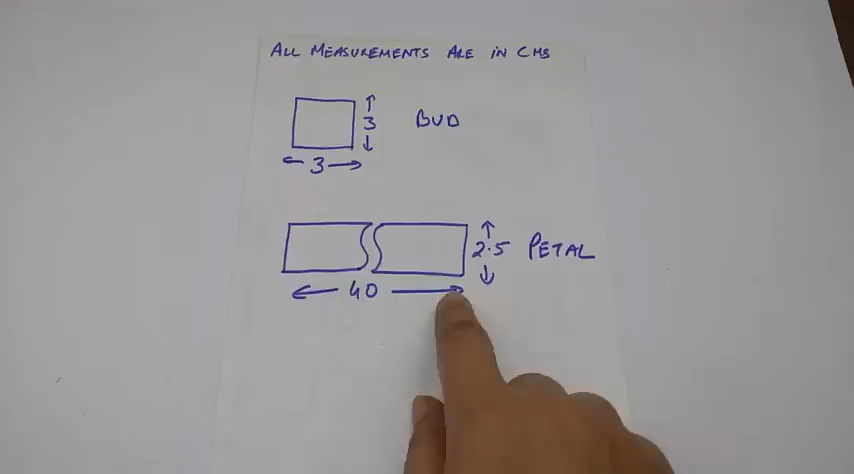 ALL MEASUREMENTS ARE IN CMS
3 BUD
3
2.5 PETAL
40